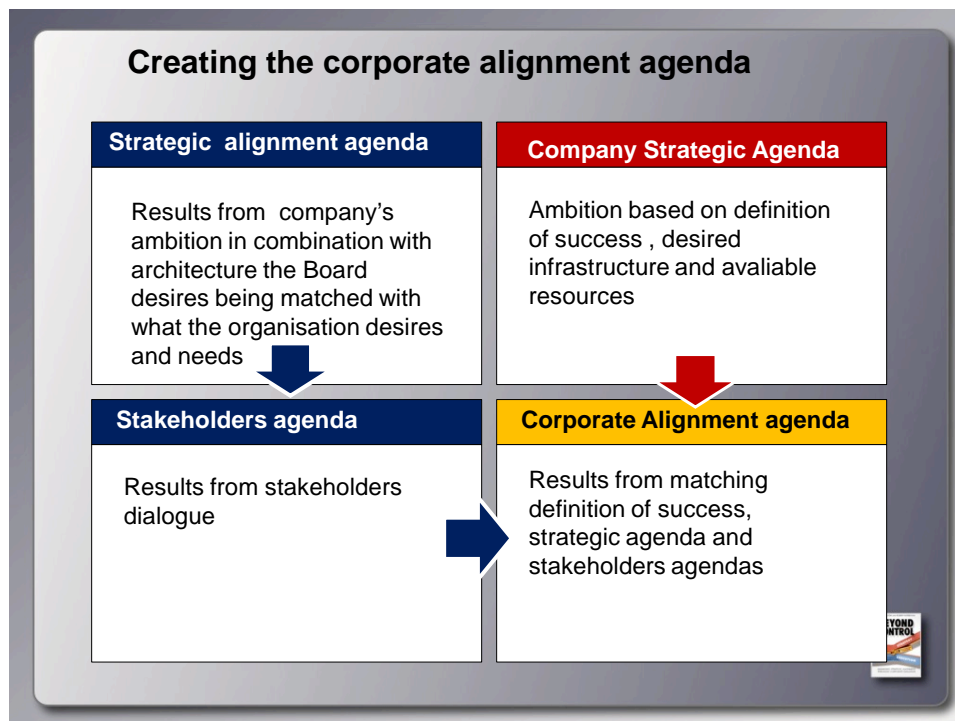 Creating the corporate alignment agenda
Strategic  alignment agenda
Results from  company's
ambition in combination with
architecture the Board
desires being matched with
what the organisation desires
and needs
Company Strategic Agenda
Ambition based on definition
of success , desired
infrastructure and avaliable
resources
Stakeholders agenda
Results from stakeholders
dialogue
Corporate Alignment agenda
Results from matching
definition of success,
strategic agenda and
stakeholders agendas